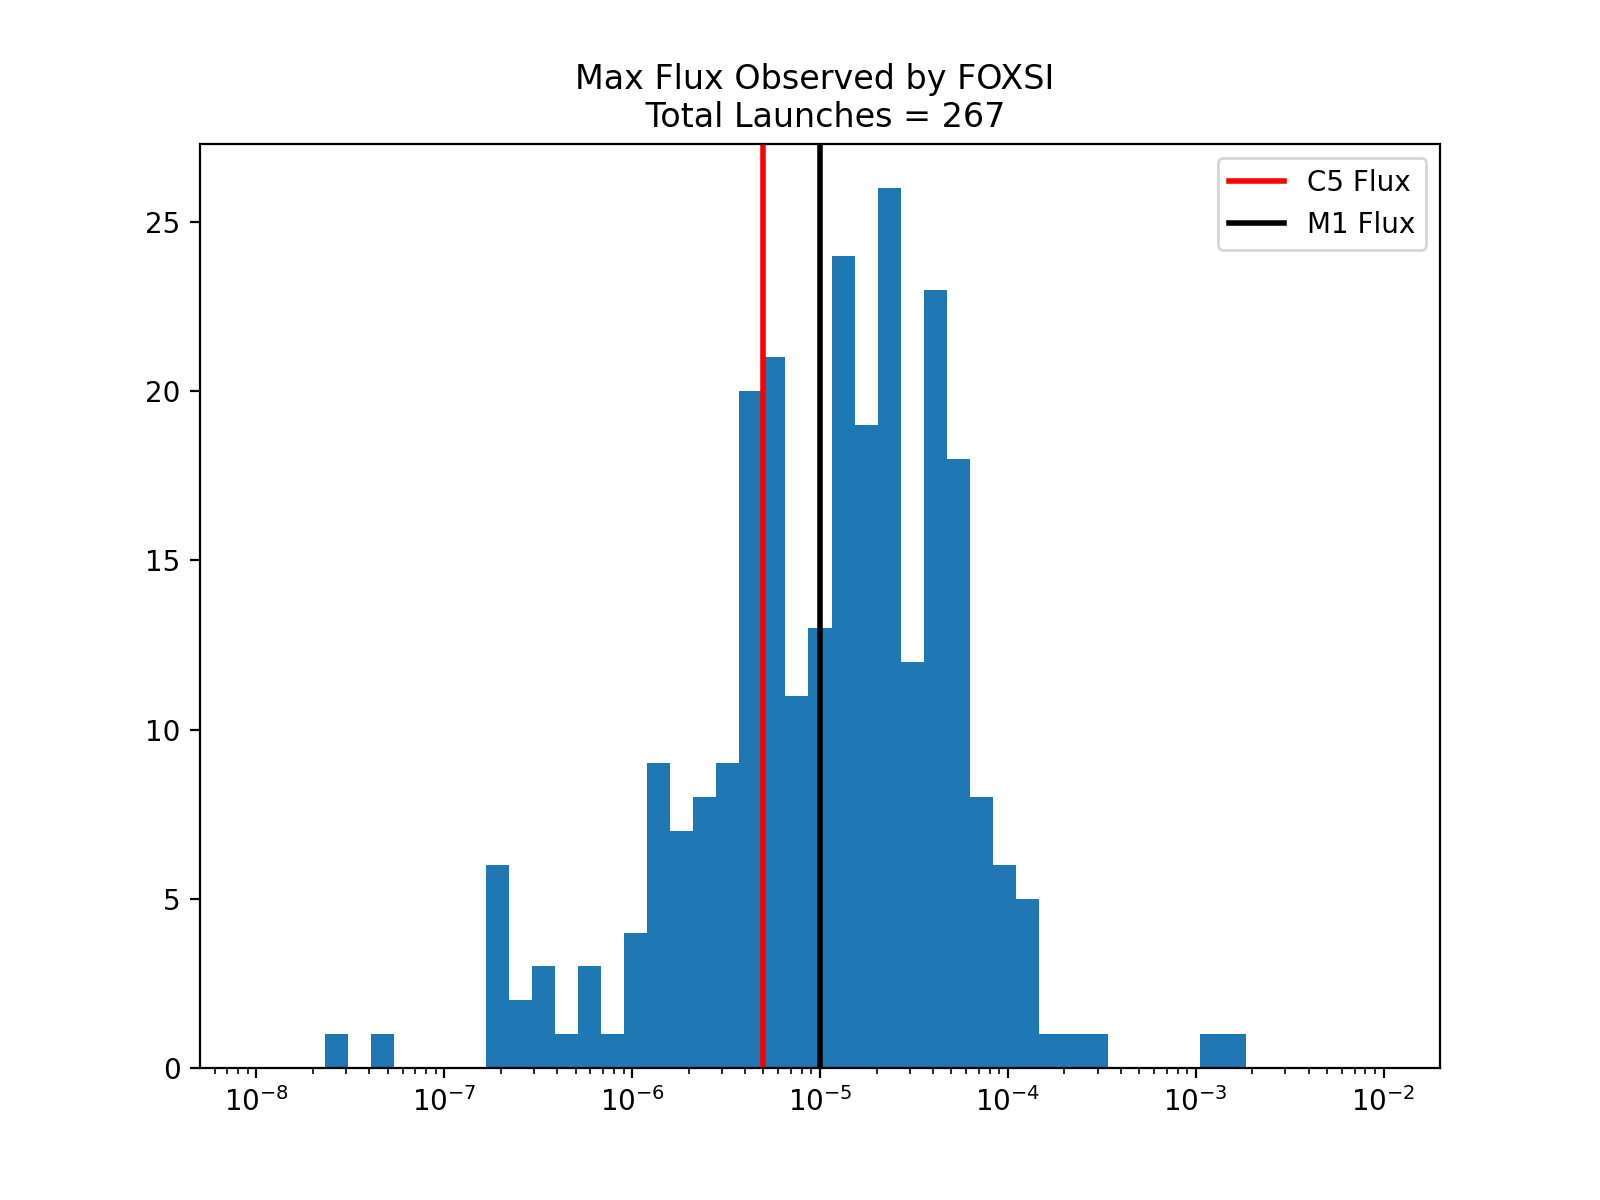 Max Flux Observed by FOXSI
Total Launches = 267
C5 Flux
M1 Flux
25
20
15
10
5
0
10⁻⁸ 10⁻⁷ 10⁻⁶ 10⁻⁵ 10⁻⁴ 10⁻³ 10⁻²